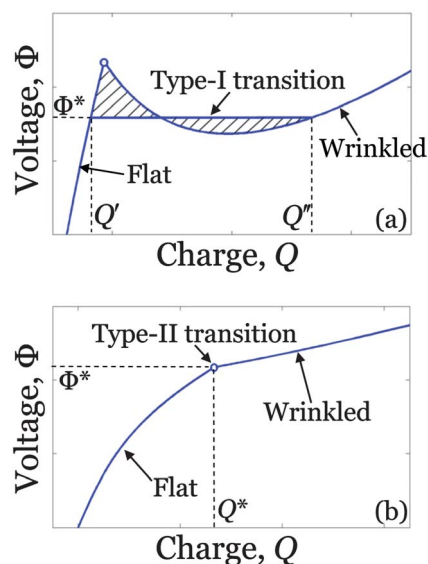 Voltage, Φ
Φ*
Type-I transition
Wrinkled
Flat
Q′
Q″
(a)
Charge, Q
Voltage, Φ
Type-II transition
Φ*
Wrinkled
Flat
Q*
(b)
Charge, Q